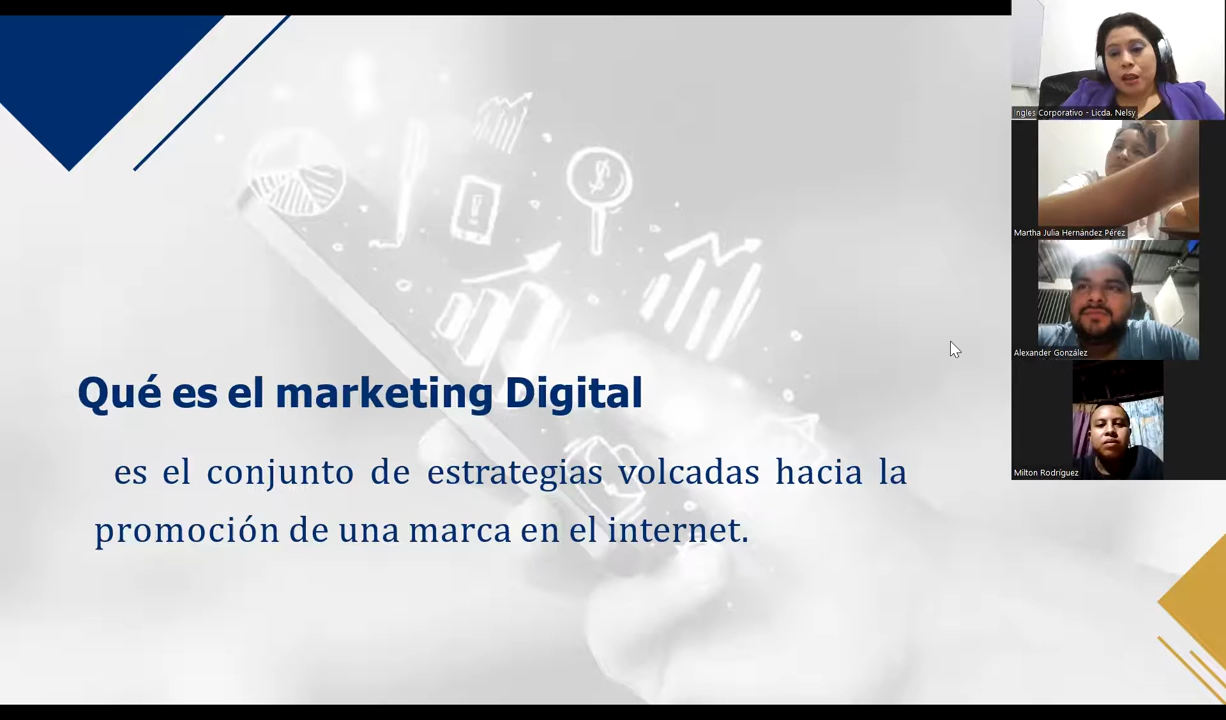 Qué es el marketing Digital
es el conjunto de estrategias volcadas hacia la
promoción de una marca en el internet.
Ingles Corporativo - Licda. Nelsy
Martha Julia Hernández Pérez
Alexander González
Milton Rodríguez